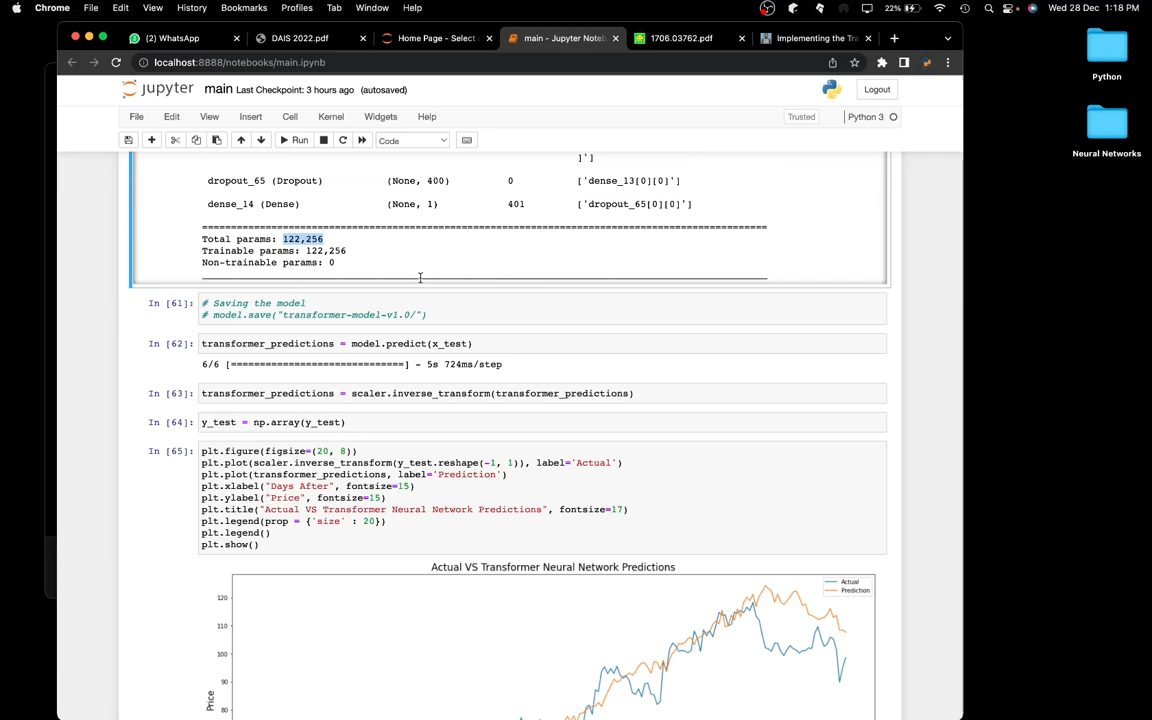 Chrome File Edit View History Bookmarks Profiles Tab Window Help 22% Wed 28 Dec 1:18 PM
(2) WhatsApp × DAIS 2022.pdf × Home Page - Select × main - Jupyter Noteb × 1706.03762.pdf × Implementing the Tra × +
localhost:8888/notebooks/main.ipynb
Python
Neural Networks
jupyter main Last Checkpoint: 3 hours ago (autosaved) Logout
File Edit View Insert Cell Kernel Widgets Help Trusted Python 3
Run Code
]']
dropout_65 (Dropout) (None, 400) 0 ['dense_13[0][0]']
dense_14 (Dense) (None, 1) 401 ['dropout_65[0][0]']
Total params: 122,256
Trainable params: 122,256
Non-trainable params: 0
In [61]: # Saving the model
# model.save("transformer-model-v1.0/")
In [62]: transformer_predictions = model.predict(x_test)
6/6 [==============================] - 5s 724ms/step
In [63]: transformer_predictions = scaler.inverse_transform(transformer_predictions)
In [64]: y_test = np.array(y_test)
In [65]: plt.figure(figsize=(20, 8))
plt.plot(scaler.inverse_transform(y_test.reshape(-1, 1)), label='Actual')
plt.plot(transformer_predictions, label='Prediction')
plt.xlabel("Days After", fontsize=15)
plt.ylabel("Price", fontsize=15)
plt.title("Actual VS Transformer Neural Network Predictions", fontsize=17)
plt.legend(prop = {'size' : 20})
plt.legend()
plt.show()
Actual VS Transformer Neural Network Predictions
Actual
Prediction
120
110
100
90
80
Price